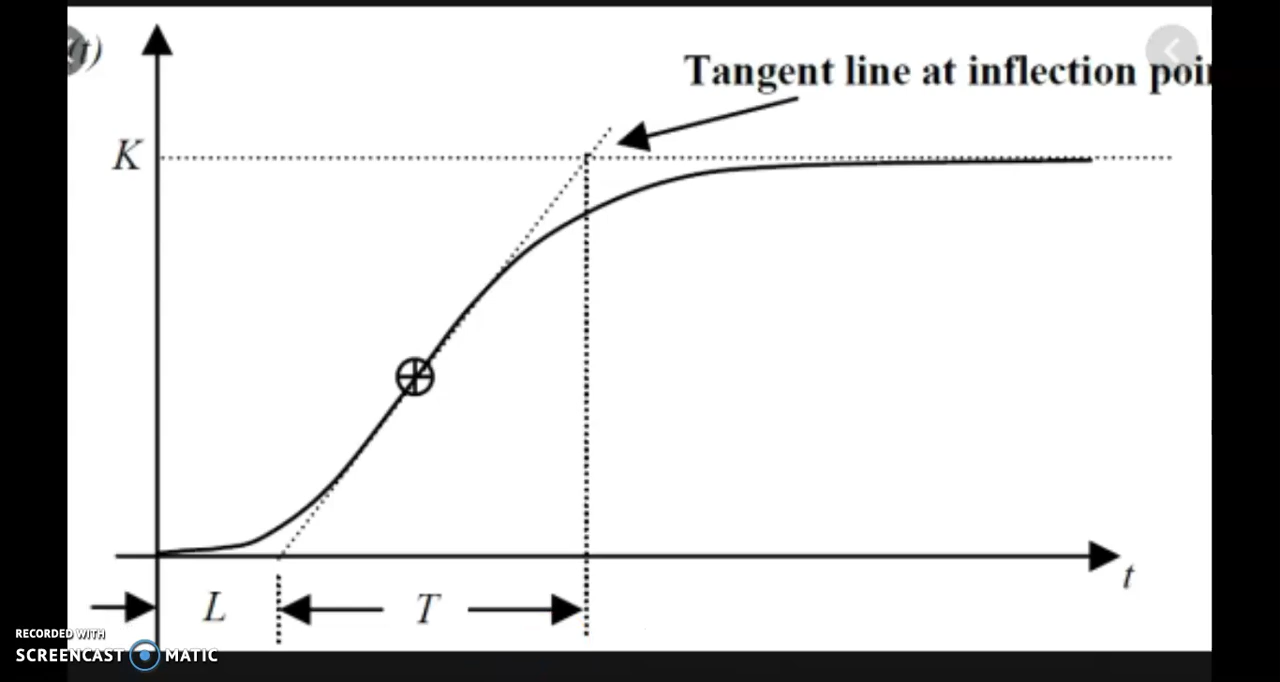 (t)
Tangent line at inflection poi
K
t
L
T
RECORDED WITH
SCREENCAST MATIC